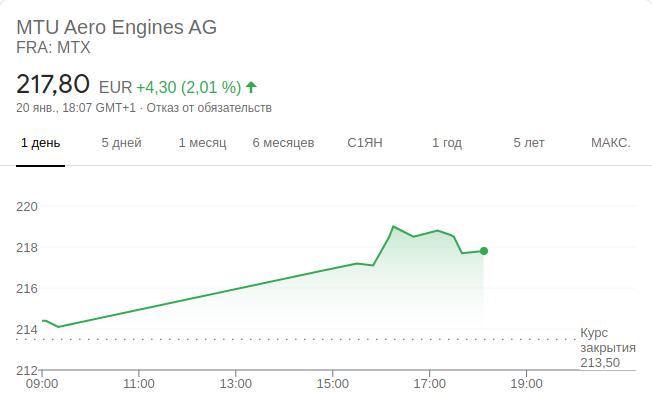 MTU Aero Engines AG
FRA: MTX
217,80 EUR +4,30 (2,01 %)
20 янв., 18:07 GMT+1 · Отказ от обязательств
1 день 5 дней 1 месяц 6 месяцев С1ЯН 1 год 5 лет МАКС.
220
218
216
214
Курс
закрытия
213,50
212
09:00 11:00 13:00 15:00 17:00 19:00